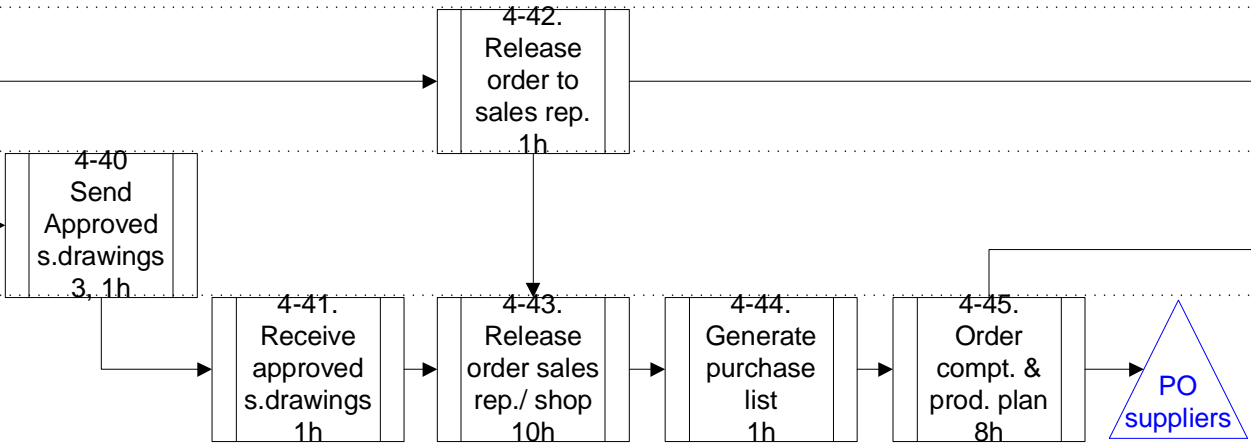 4-42.
Release
order to
sales rep.
1h
4-40
Send
Approved
s.drawings
3, 1h
4-41.
Receive
approved
s.drawings
1h
4-43.
Release
order sales
rep./ shop
10h
4-44.
Generate
purchase
list
1h
4-45.
Order
compt. &
prod. plan
8h
PO
suppliers